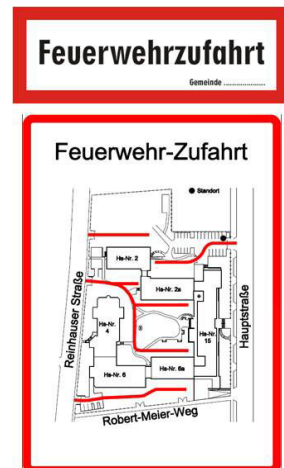 Feuerwehrzufahrt
Gemeinde ....................
Feuerwehr-Zufahrt
Standort
Hs-Nr. 2
Hs-Nr. 2a
Hs-Nr.
4
Hs-Nr.
15
Hs-Nr. 6
Hs-Nr. 6a
Reinhauser Straße
Hauptstraße
Robert-Meier-Weg